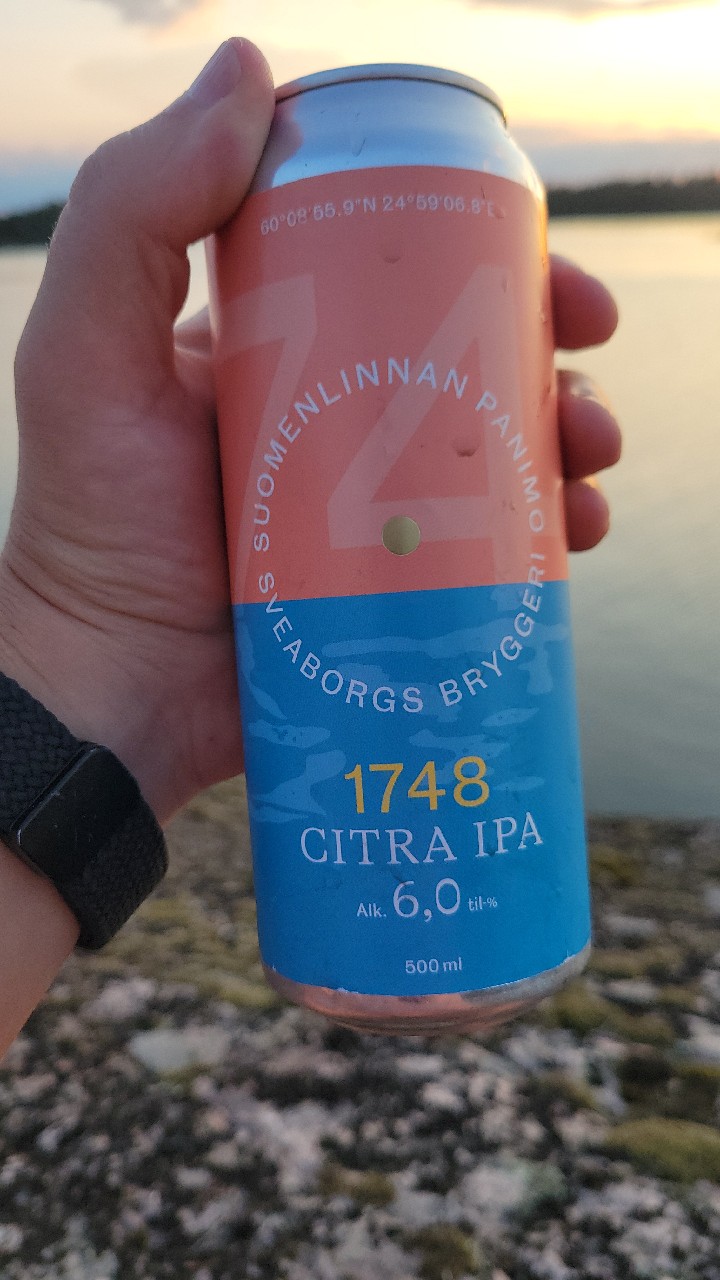 60°08'55.9"N 24°59'06.8"E
74
SUOMENLINNAN PANIMO
SVEABORGS BRYGGERI
1748
CITRA IPA
Alk. 6,0 til-%
500 ml